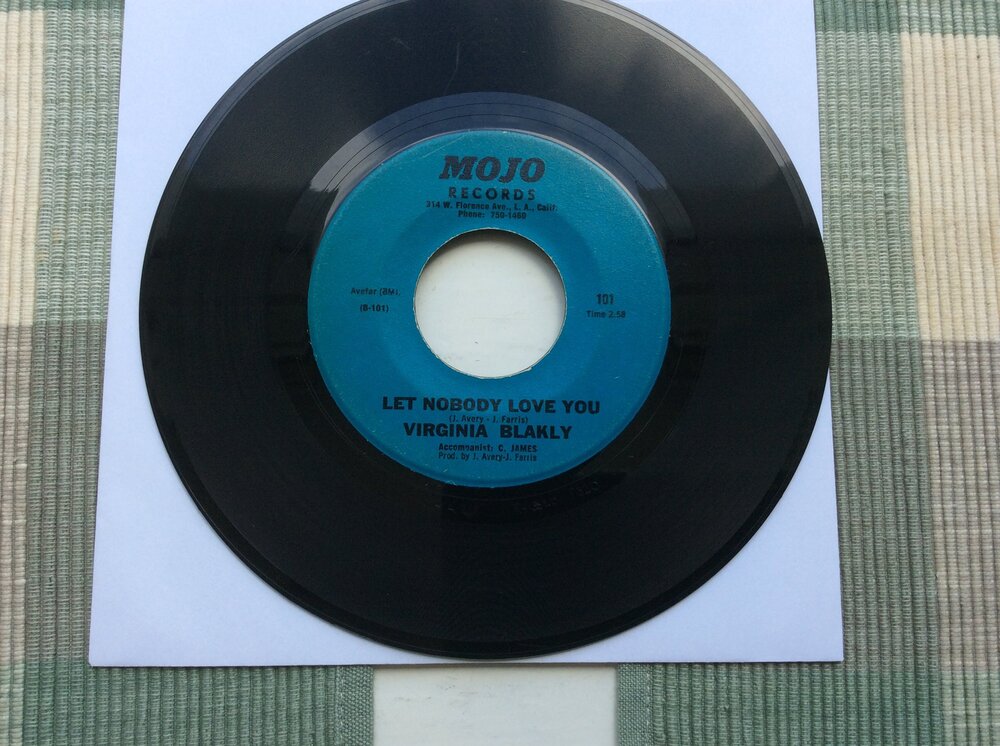 MOJO
RECORDS
314 W. Florence Ave., L. A., Calif.
Phone: 750-1460
Avefar (BMI)
(B-101)
101
Time 2:58
LET NOBODY LOVE YOU
(J. Avery - J. Farris)
VIRGINIA BLAKLY
Accompanist: C. JAMES
Prod. by J. Avery-J. Farris